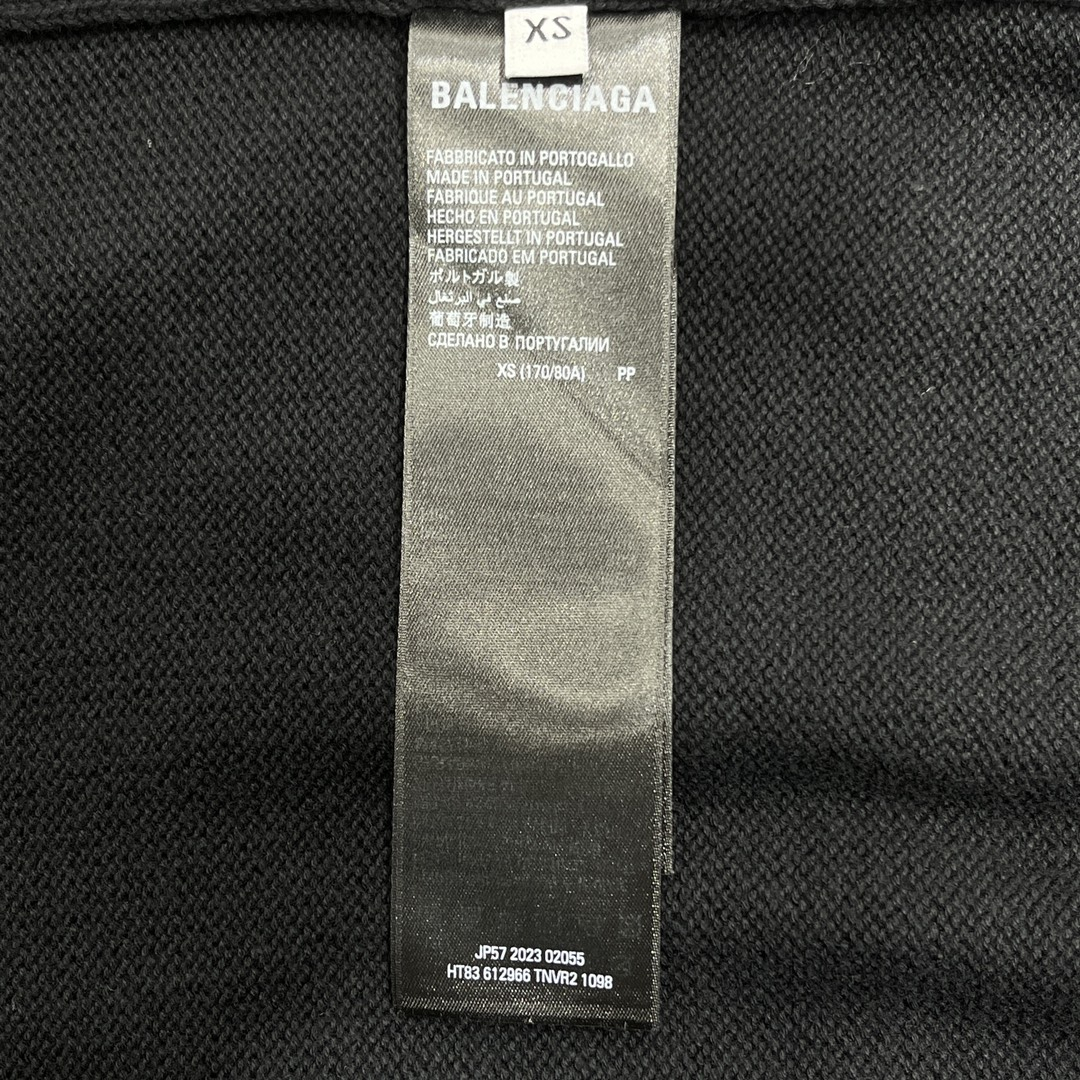 XS
BALENCIAGA
FABBRICATO IN PORTOGALLO
MADE IN PORTUGAL
FABRIQUE AU PORTUGAL
HECHO EN PORTUGAL
HERGESTELLT IN PORTUGAL
FABRICADO EM PORTUGAL
ポルトガル製
صنع في البرتغال
葡萄牙制造
СДЕЛАНО В ПОРТУГАЛИИ
XS (170/80A) PP
JP57 2023 02055
HT83 612966 TNVR2 1098